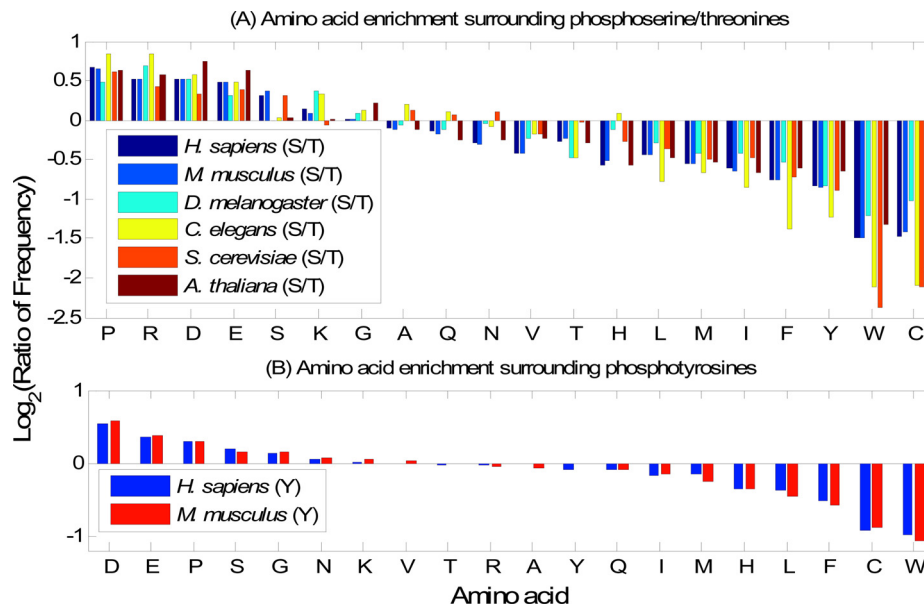 (A) Amino acid enrichment surrounding phosphoserine/threonines
1
0.5
0
-0.5
-1
-1.5
-2
-2.5
H. sapiens (S/T)
M. musculus (S/T)
D. melanogaster (S/T)
C. elegans (S/T)
S. cerevisiae (S/T)
A. thaliana (S/T)
P R D E S K G A Q N V T H L M I F Y W C
Log2(Ratio of Frequency)
(B) Amino acid enrichment surrounding phosphotyrosines
1
0
-1
H. sapiens (Y)
M. musculus (Y)
D E P S G N K V T R A Y Q I M H L F C W
Amino acid